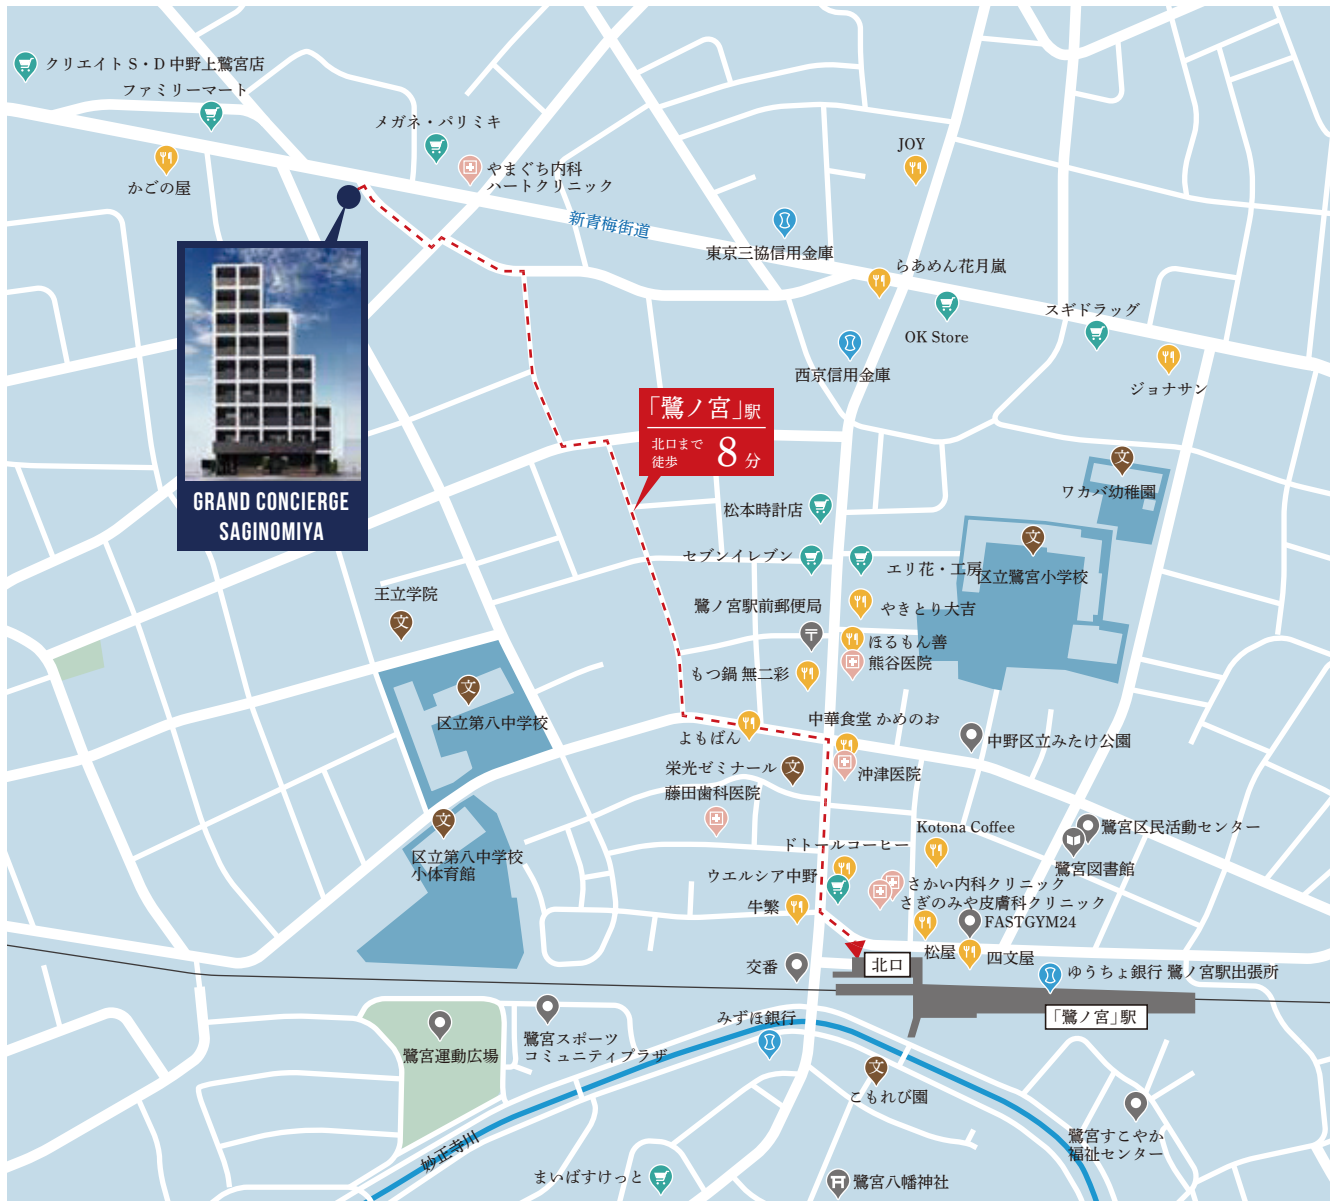 クリエイト S・D 中野上鷺宮店
ファミリーマート
メガネ・パリミキ
やまぐち内科
ハートクリニック
かごの屋
JOY
新青梅街道
東京三協信用金庫
らあめん花月嵐
OK Store
スギドラッグ
西京信用金庫
ジョナサン
「鷺ノ宮」駅
北口まで
徒歩 8 分
GRAND CONCIERGE
SAGINOMIYA
文
ワカバ幼稚園
松本時計店
文
セブンイレブン
エリ花・工房
区立鷺宮小学校
王立学院
文
鷺ノ宮駅前郵便局
〒
やきとり大吉
ほるもん善
熊谷医院
もつ鍋 無二彩
文
区立第八中学校
よもぱん
中華食堂 かめのお
中野区立みたけ公園
栄光ゼミナール
文
沖津医院
藤田歯科医院
文
区立第八中学校
小体育館
Kotona Coffee
鷺宮区民活動センター
鷺宮図書館
ドトールコーヒー
ウエルシア中野
さかい内科クリニック
さぎのみや皮膚科クリニック
牛繁
FASTGYM24
松屋
四文屋
交番
北口
ゆうちょ銀行 鷺ノ宮駅出張所
「鷺ノ宮」駅
みずほ銀行
鷺宮スポーツ
コミュニティプラザ
鷺宮運動広場
文
こもれび園
妙正寺川
鷺宮すこやか
福祉センター
まいばすけっと
鷺宮八幡神社